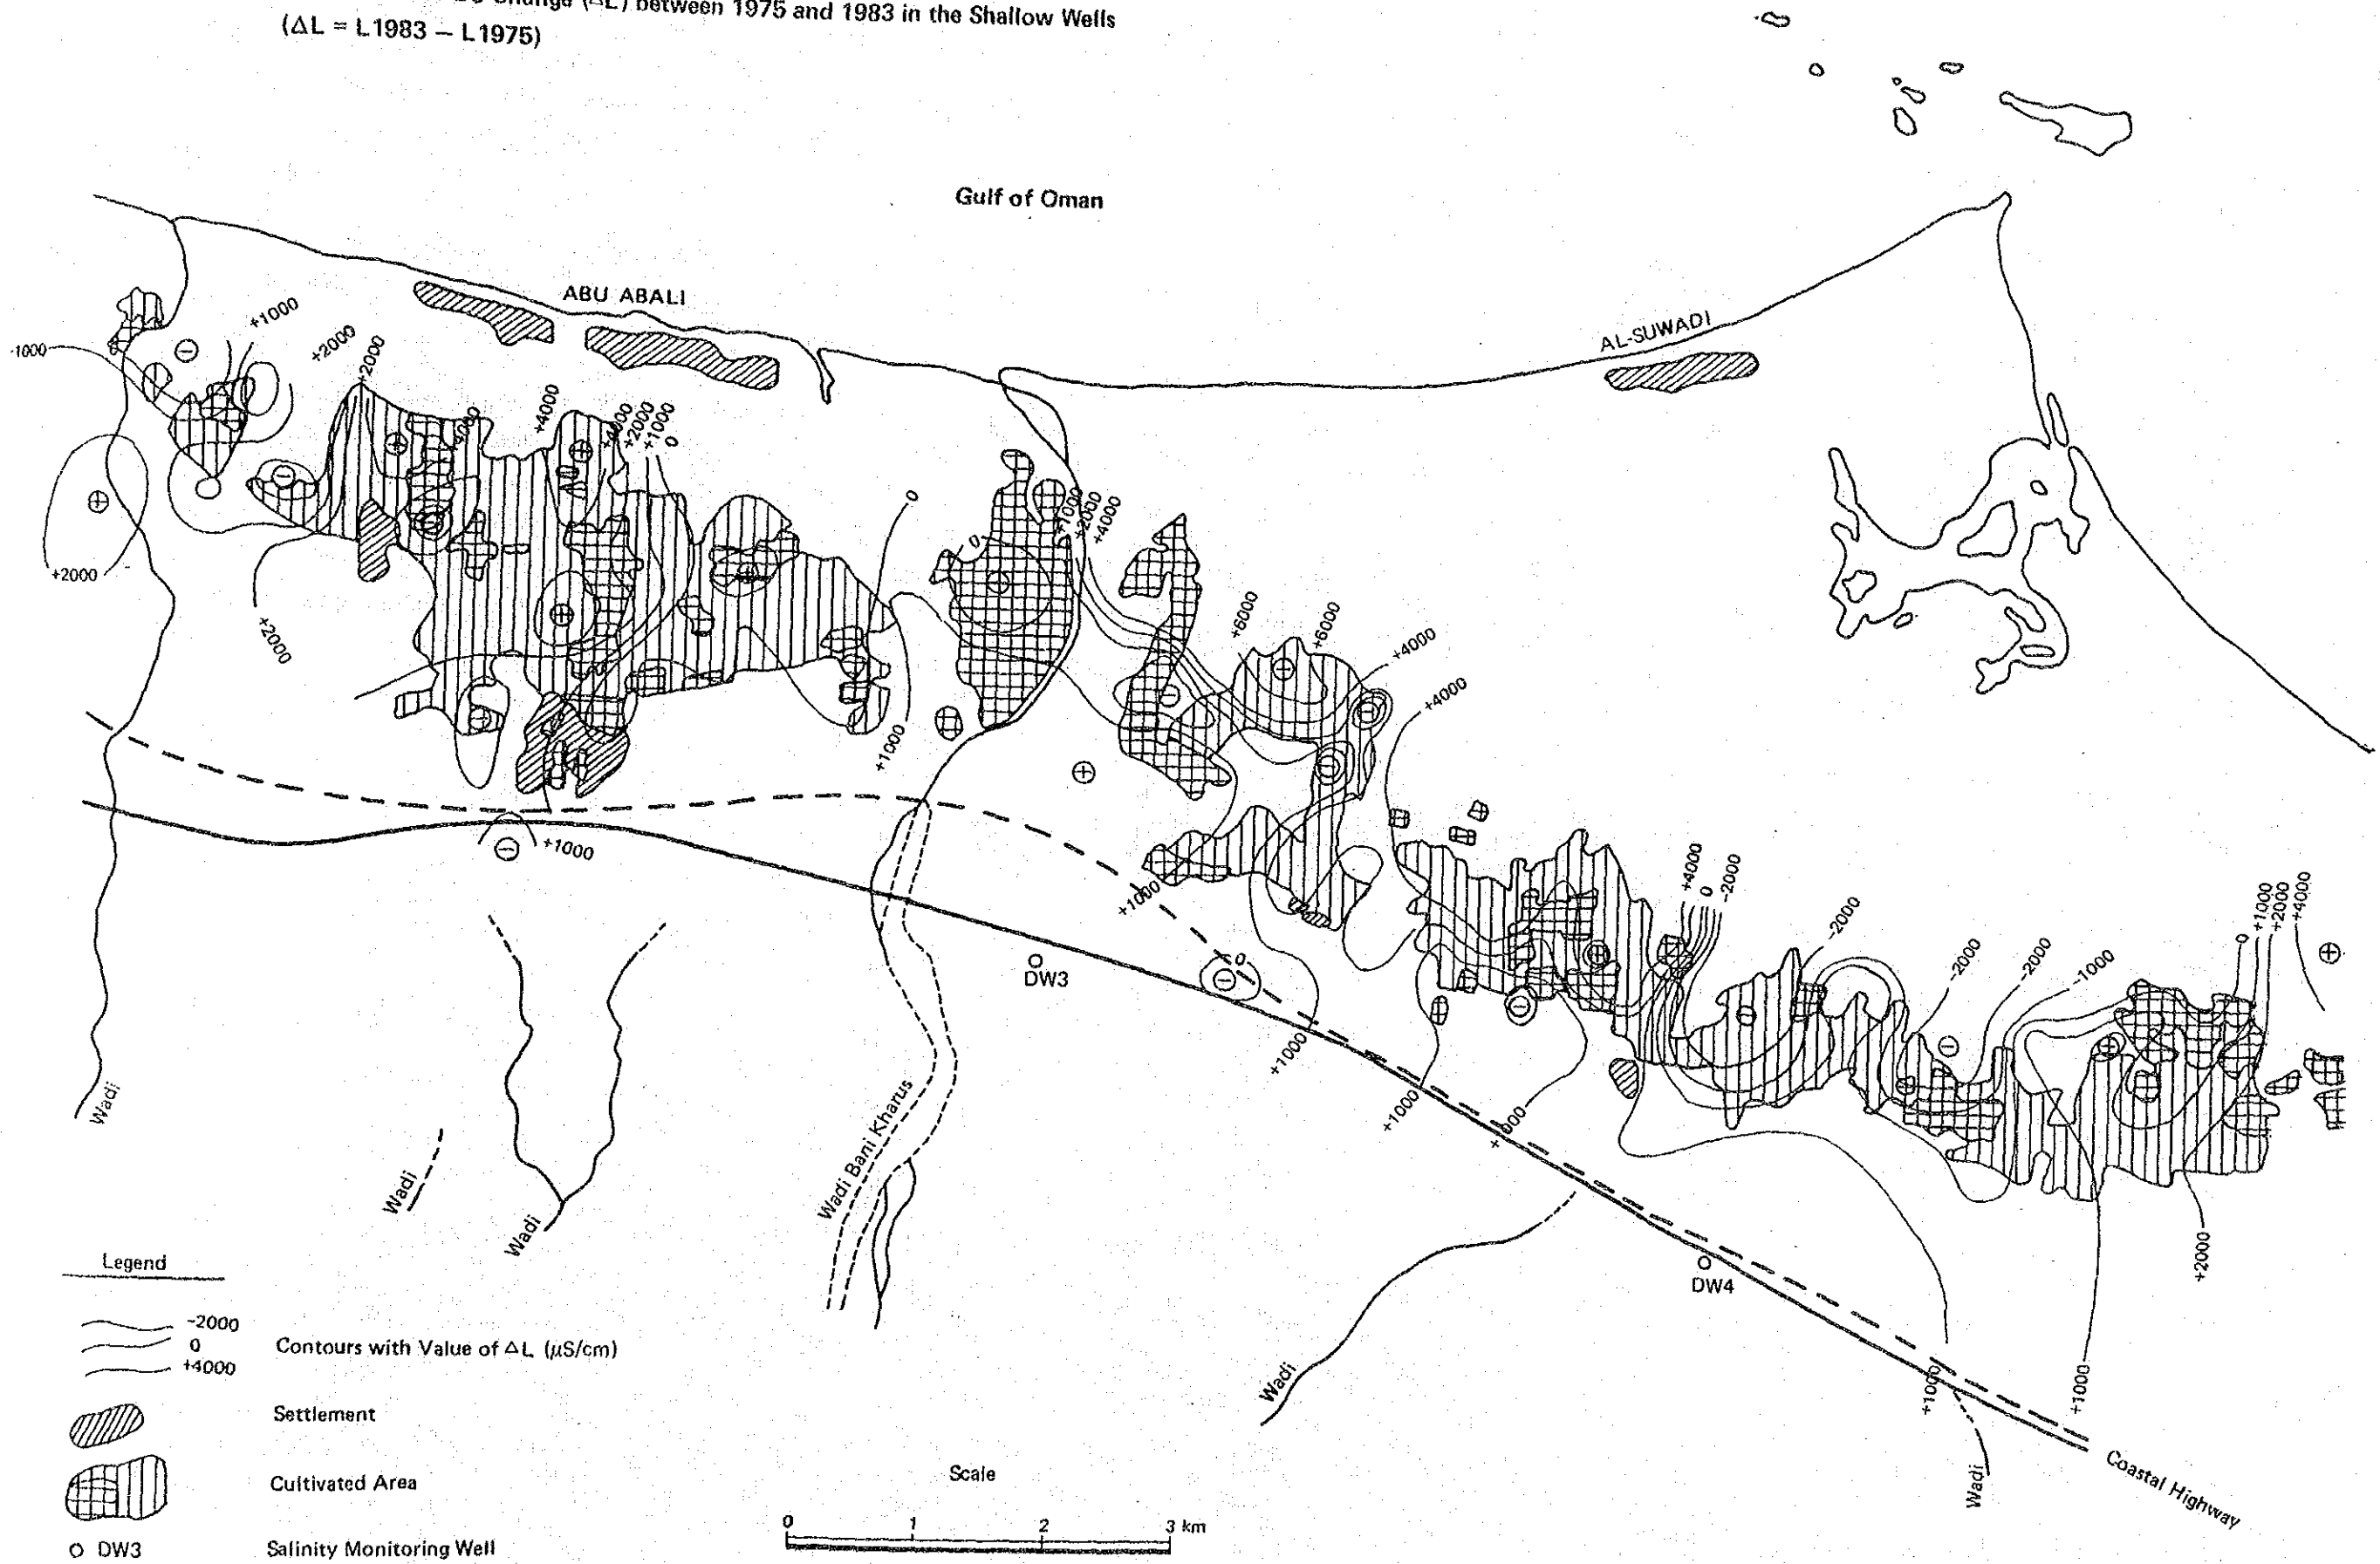 Change (ΔL) between 1975 and 1983 in the Shallow Wells
(ΔL = L1983 – L1975)
Gulf of Oman
ABU ABALI
AL-SUWADI
+1000
+2000
+2000
-1000
+4000
+4000
+2000
+1000
0
0
+2000
+2000
0
+1000
+2000
+4000
+6000
+6000
+4000
+4000
+1000
+1000
+1000
0
DW3
+1000
+1000
+4000
0
-2000
-2000
-2000
-2000
-1000
0
+1000
+2000
+4000
+2000
+1000
+1000
DW4
Wadi
Wadi
Wadi
Wadi Bani Kharus
Wadi
Wadi
Coastal Highway
Legend
-2000
0
+4000
Contours with Value of ΔL (μS/cm)
Settlement
Cultivated Area
DW3 Salinity Monitoring Well
Scale
0 1 2 3 km